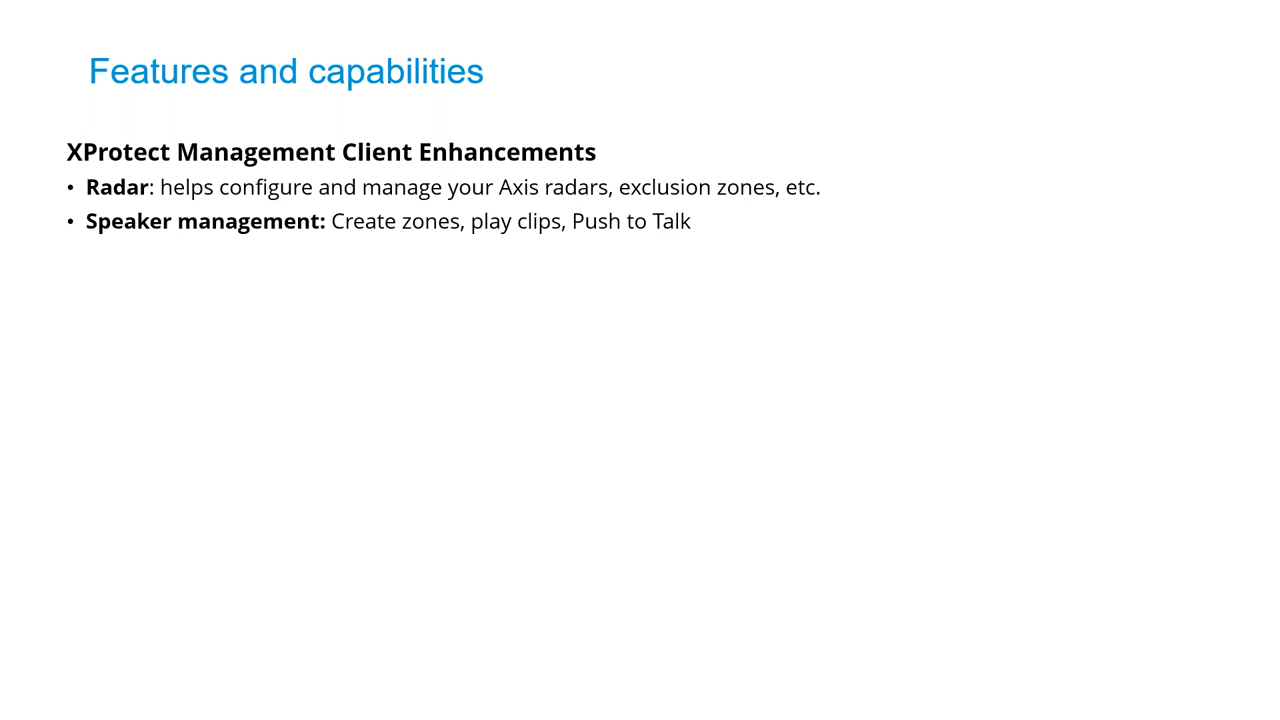 Features and capabilities
XProtect Management Client Enhancements
• Radar: helps configure and manage your Axis radars, exclusion zones, etc.
• Speaker management: Create zones, play clips, Push to Talk